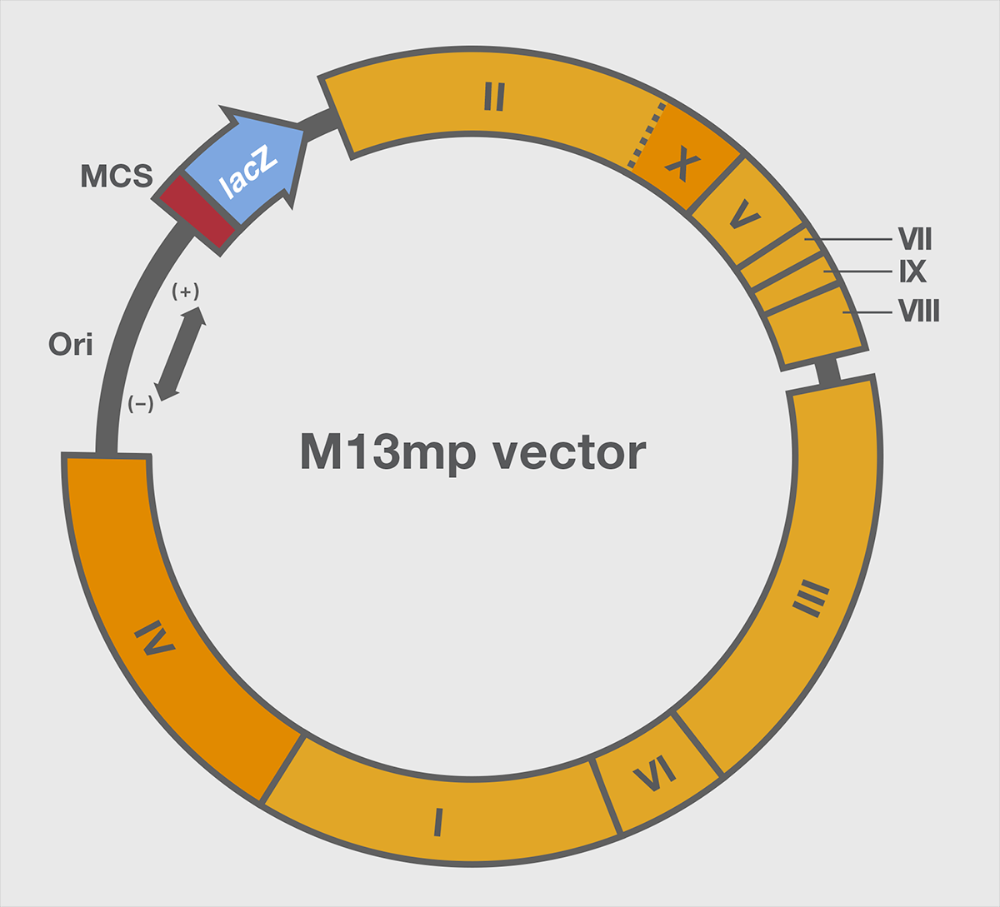 II
X
V
VII
IX
VIII
MCS
lacZ
(+)
Ori
(−)
M13mp vector
III
IV
VI
I